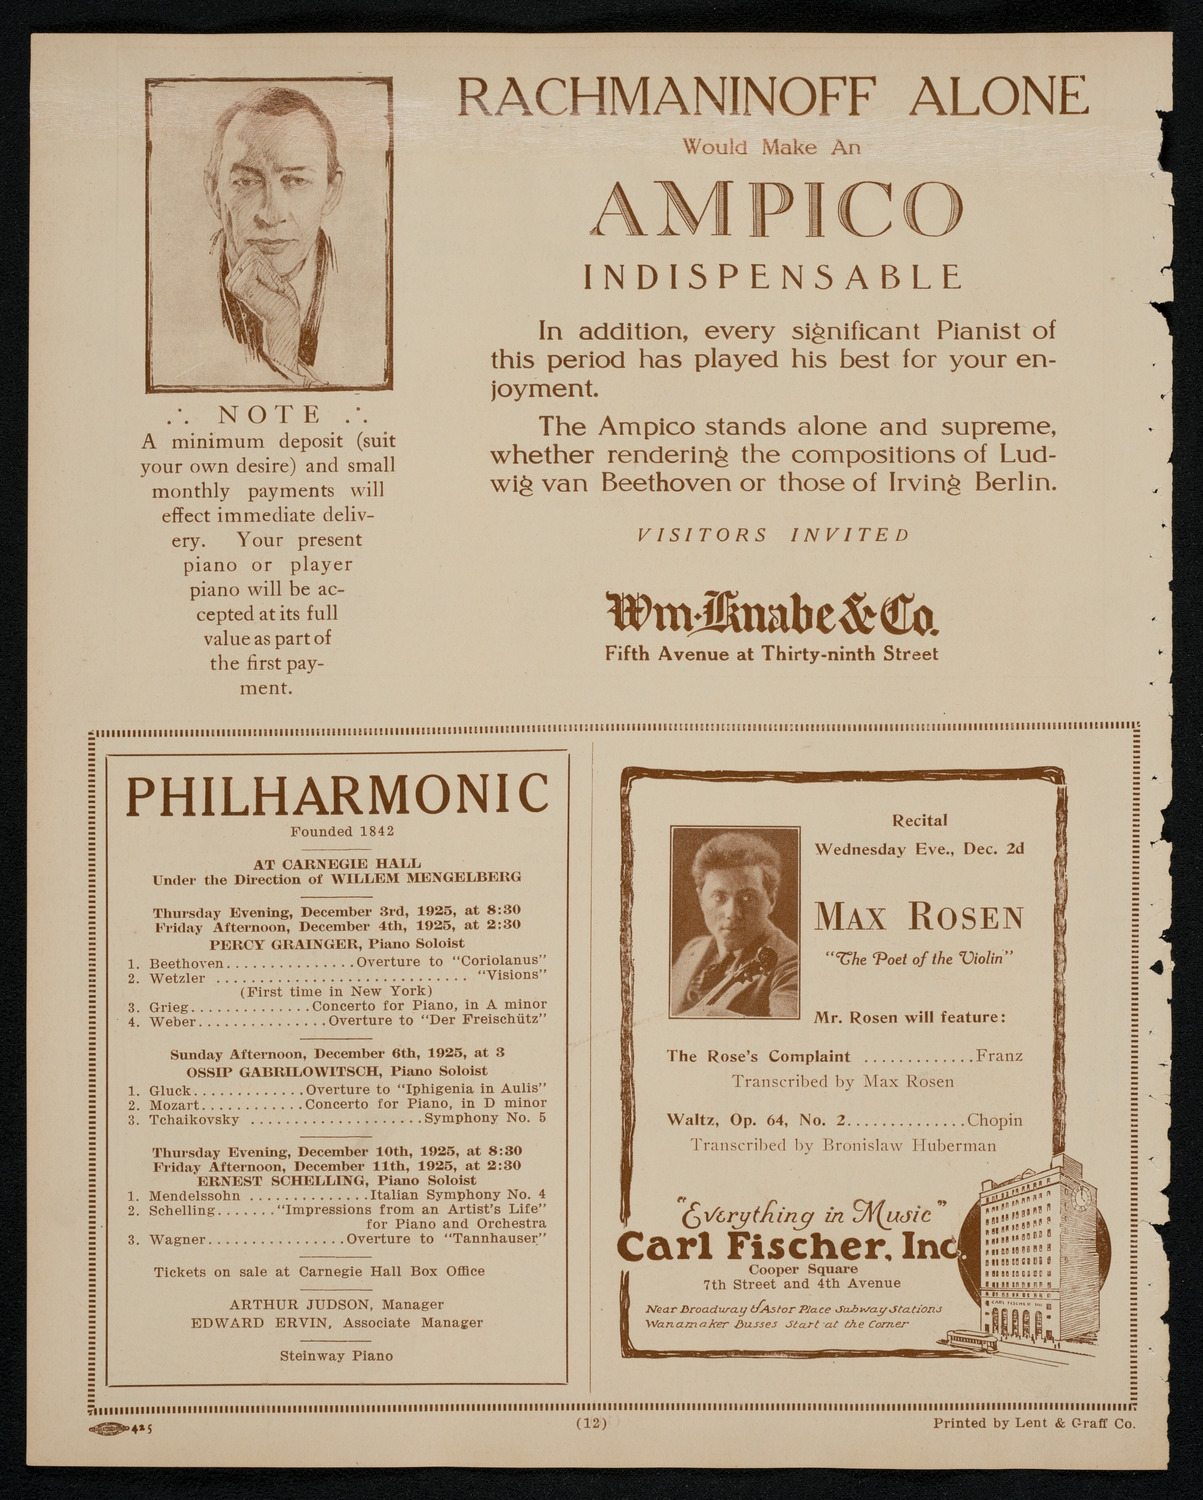 RACHMANINOFF ALONE
Would Make An
AMPICO
INDISPENSABLE
In addition, every significant Pianist of
this period has played his best for your en-
joyment.
The Ampico stands alone and supreme,
whether rendering the compositions of Lud-
wig van Beethoven or those of Irving Berlin.
VISITORS INVITED
Wm. Knabe & Co.
Fifth Avenue at Thirty-ninth Street
∴ NOTE ∴
A minimum deposit (suit
your own desire) and small
monthly payments will
effect immediate deliv-
ery. Your present
piano or player
piano will be ac-
cepted at its full
value as part of
the first pay-
ment.
PHILHARMONIC
Founded 1842
AT CARNEGIE HALL
Under the Direction of WILLEM MENGELBERG
Thursday Evening, December 3rd, 1925, at 8:30
Friday Afternoon, December 4th, 1925, at 2:30
PERCY GRAINGER, Piano Soloist
1. Beethoven...............Overture to "Coriolanus"
2. Wetzler ............................. "Visions"
(First time in New York)
3. Grieg..............Concerto for Piano, in A minor
4. Weber...............Overture to "Der Freischütz"
Sunday Afternoon, December 6th, 1925, at 3
OSSIP GABRILOWITSCH, Piano Soloist
1. Gluck.............Overture to "Iphigenia in Aulis"
2. Mozart............Concerto for Piano, in D minor
3. Tchaikovsky ....................Symphony No. 5
Thursday Evening, December 10th, 1925, at 8:30
Friday Afternoon, December 11th, 1925, at 2:30
ERNEST SCHELLING, Piano Soloist
1. Mendelssohn ..............Italian Symphony No. 4
2. Schelling......."Impressions from an Artist's Life"
for Piano and Orchestra
3. Wagner................Overture to "Tannhauser"
Tickets on sale at Carnegie Hall Box Office
ARTHUR JUDSON, Manager
EDWARD ERVIN, Associate Manager
Steinway Piano
Recital
Wednesday Eve., Dec. 2d
MAX ROSEN
"The Poet of the Violin"
Mr. Rosen will feature:
The Rose's Complaint .............Franz
Transcribed by Max Rosen
Waltz, Op. 64, No. 2..............Chopin
Transcribed by Bronislaw Huberman
"Everything in Music"
Carl Fischer, Inc.
Cooper Square
7th Street and 4th Avenue
Near Broadway & Astor Place Subway Stations
Wanamaker Busses Start at the Corner
CARL FISCHER INC
425
(12)
Printed by Lent & Graff Co.